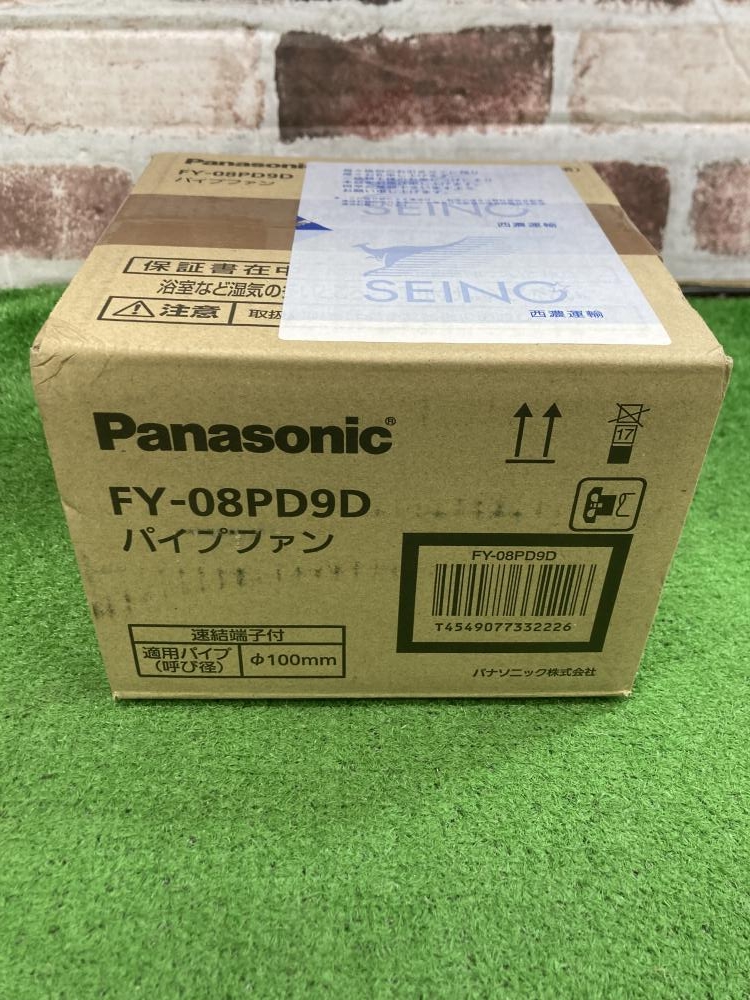 Panasonic
FY-08PD9D
パイプファン
SEINO
西濃運輸
SEINO
西濃運輸
保証書在中
浴室など湿気の
注意 取扱
Panasonic®
17
FY-08PD9D
パイプファン
FY-08PD9D
T4549077332226
速結端子付
適用パイプ
(呼び径)
φ100mm
パナソニック株式会社